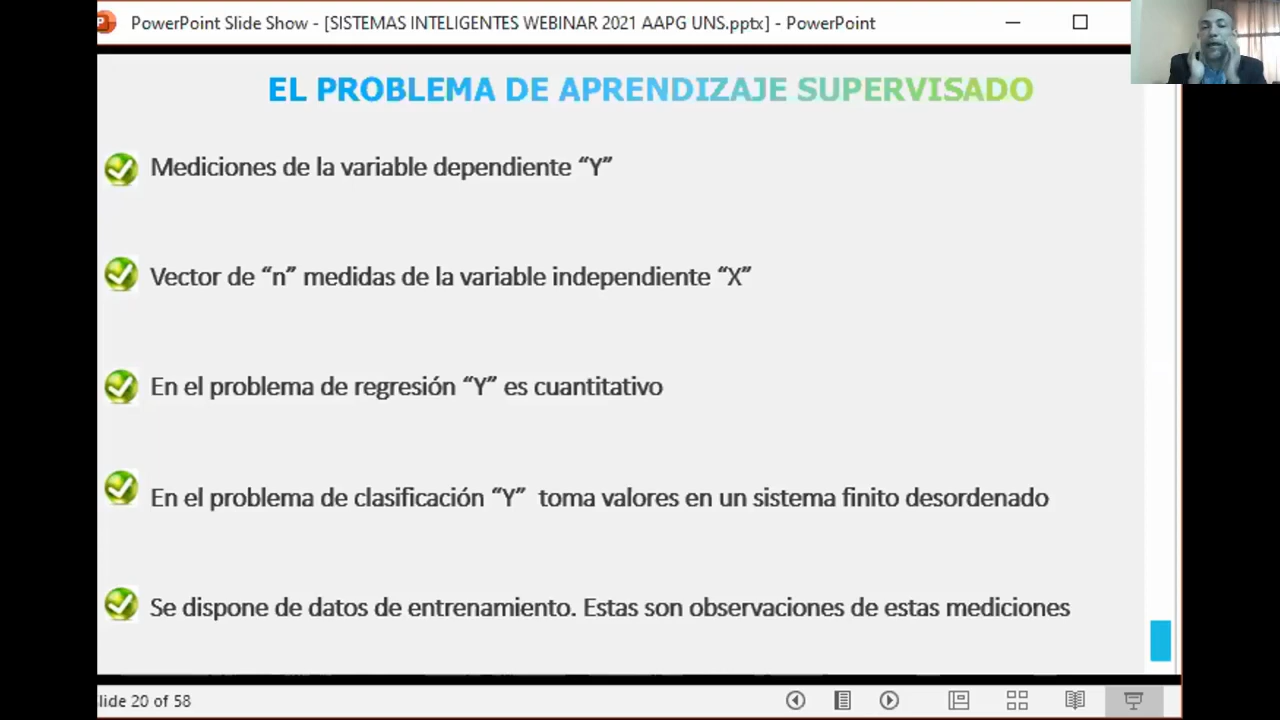 PowerPoint Slide Show - [SISTEMAS INTELIGENTES WEBINAR 2021 AAPG UNS.pptx] - PowerPoint
EL PROBLEMA DE APRENDIZAJE SUPERVISADO
Mediciones de la variable dependiente “Y”
Vector de “n” medidas de la variable independiente “X”
En el problema de regresión “Y” es cuantitativo
En el problema de clasificación “Y” toma valores en un sistema finito desordenado
Se dispone de datos de entrenamiento. Estas son observaciones de estas mediciones
lide 20 of 58